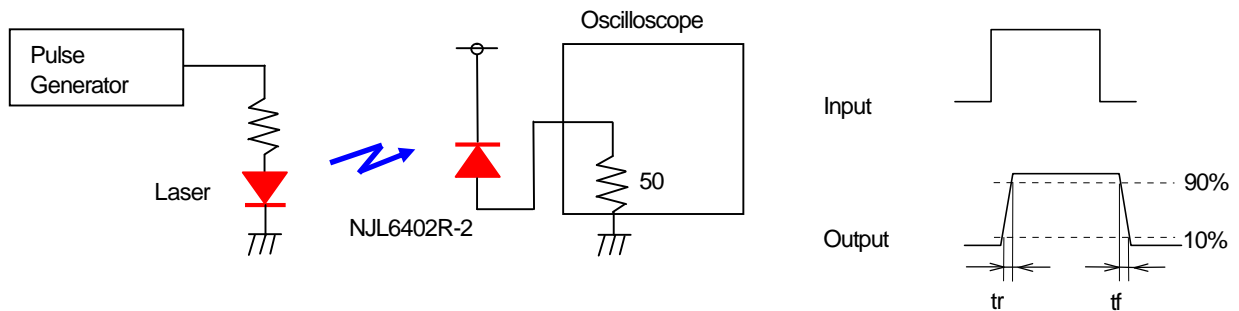 Oscilloscope
Pulse
Generator
Input
Laser
50
90%
NJL6402R-2
Output
10%
tr
tf